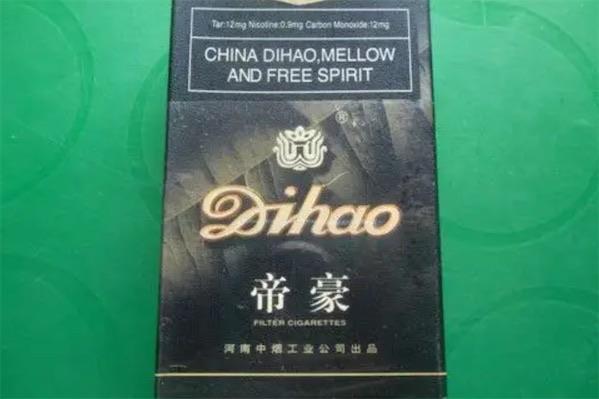 Tar:12mg Nicotine:0.9mg Carbon Monoxide:12mg
CHINA DIHAO,MELLOW
AND FREE SPIRIT
®
Dihao
帝豪
FILTER CIGARETTES
河南中烟工业公司出品